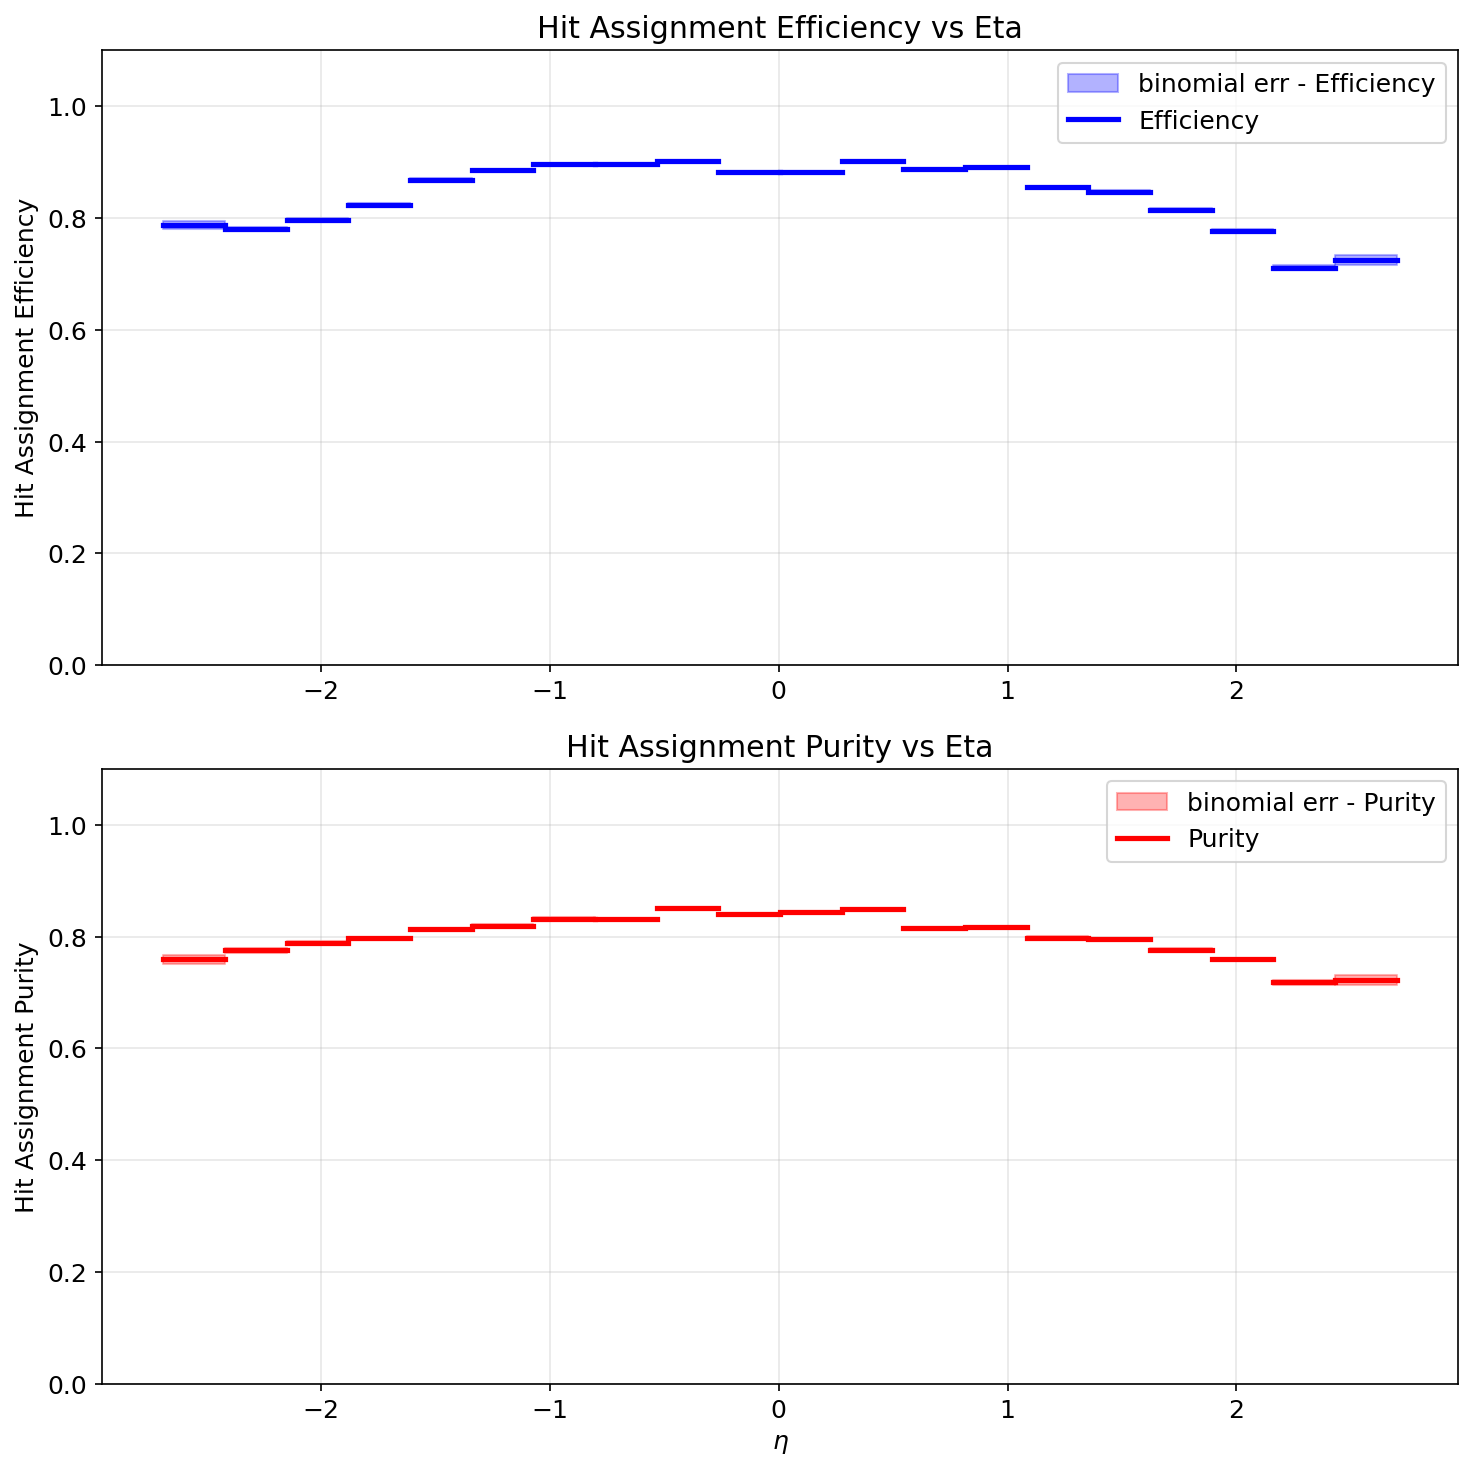 Hit Assignment Efficiency vs Eta
binomial err - Efficiency
Efficiency
Hit Assignment Efficiency
1.0
0.8
0.6
0.4
0.2
0.0
−2
−1
0
1
2
Hit Assignment Purity vs Eta
binomial err - Purity
Purity
Hit Assignment Purity
1.0
0.8
0.6
0.4
0.2
0.0
−2
−1
0
1
2
η